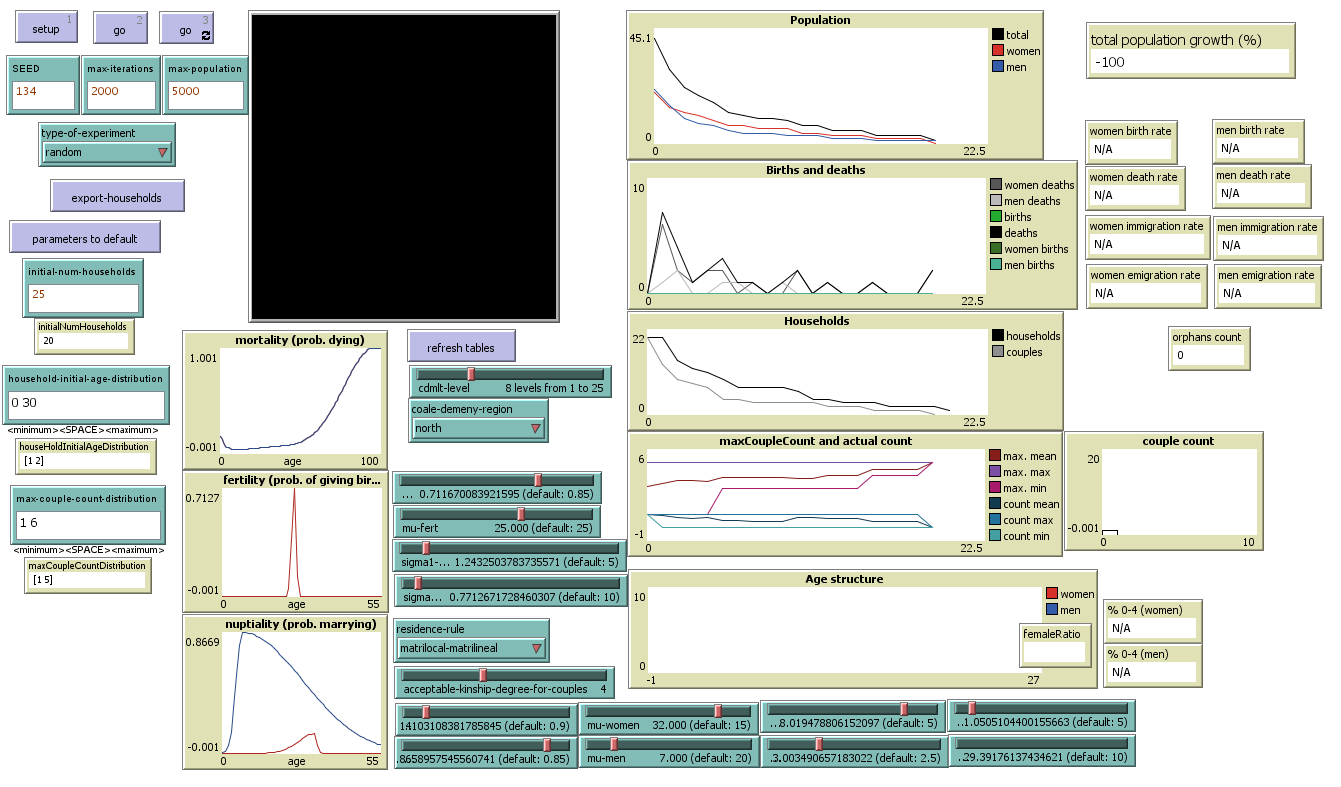 setup
1
go
2
go
3
SEED
134
max-iterations
2000
max-population
5000
type-of-experiment
random
export-households
parameters to default
initial-num-households
25
initialNumHouseholds
20
household-initial-age-distribution
0 30
<minimum><SPACE><maximum>
houseHoldInitialAgeDistribution
[1 2]
max-couple-count-distribution
1 6
<minimum><SPACE><maximum>
maxCoupleCountDistribution
[1 5]
mortality (prob. dying)
1.001
-0.001
0
age
100
fertility (prob. of giving bir...
0.7127
-0.001
0
age
55
nuptiality (prob. marrying)
0.8669
-0.001
0
age
55
refresh tables
cdmlt-level 8 levels from 1 to 25
coale-demeny-region
north
... 0.711670083921595 (default: 0.85)
mu-fert 25.000 (default: 25)
sigma1-... 1.2432503783735571 (default: 5)
sigma... 0.7712671728460307 (default: 10)
residence-rule
matrilocal-matrilineal
acceptable-kinship-degree-for-couples 4
.14103108381785845 (default: 0.9)
mu-women 32.000 (default: 15)
...8.019478806152097 (default: 5)
...1.0505104400155663 (default: 5)
.8658957545560741 (default: 0.85)
mu-men 7.000 (default: 20)
.3.003490657183022 (default: 2.5)
..29.39176137434621 (default: 10)
Population
45.1
0
0
22.5
total
women
men
Births and deaths
10
0
0
22.5
women deaths
men deaths
births
deaths
women births
men births
Households
22
0
0
22.5
households
couples
maxCoupleCount and actual count
6
-1
0
22.5
max. mean
max. max
max. min
count mean
count max
count min
couple count
20
-0.001
0
10
Age structure
10
0
-1
27
women
men
femaleRatio
% 0-4 (women)
N/A
% 0-4 (men)
N/A
total population growth (%)
-100
women birth rate
N/A
men birth rate
N/A
women death rate
N/A
men death rate
N/A
women immigration rate
N/A
men immigration rate
N/A
women emigration rate
N/A
men emigration rate
N/A
orphans count
0